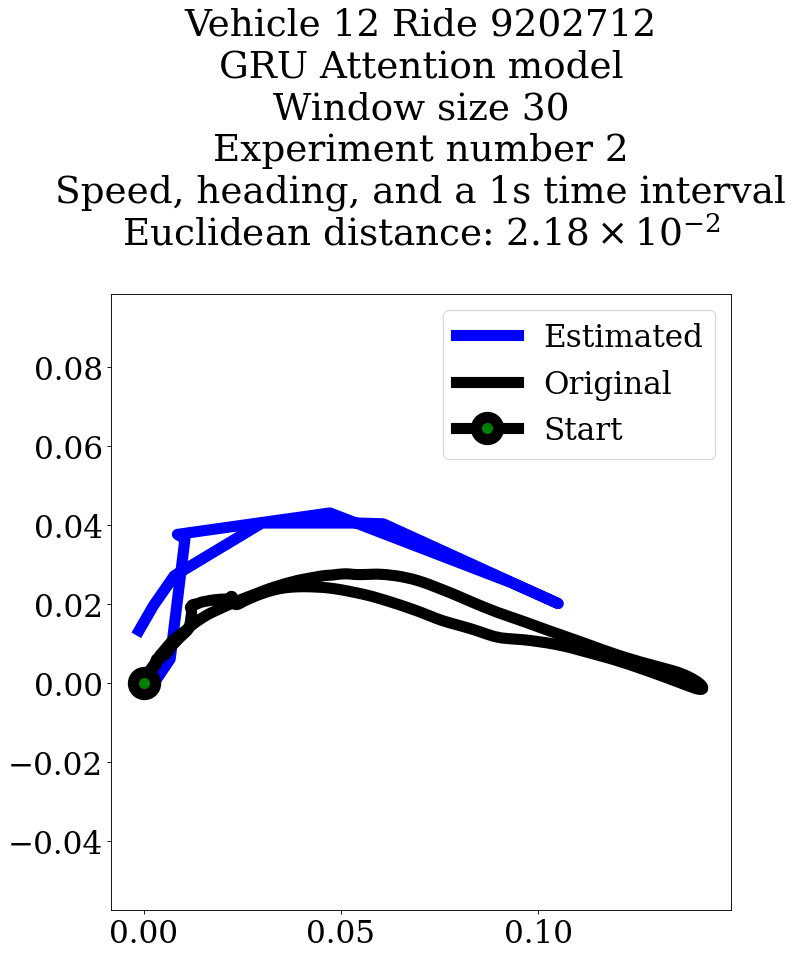 Vehicle 12 Ride 9202712
GRU Attention model
Window size 30
Experiment number 2
Speed, heading, and a 1s time interval
Euclidean distance: 2.18 × 10⁻²
Estimated
Original
Start
0.08
0.06
0.04
0.02
0.00
−0.02
−0.04
0.00 0.05 0.10